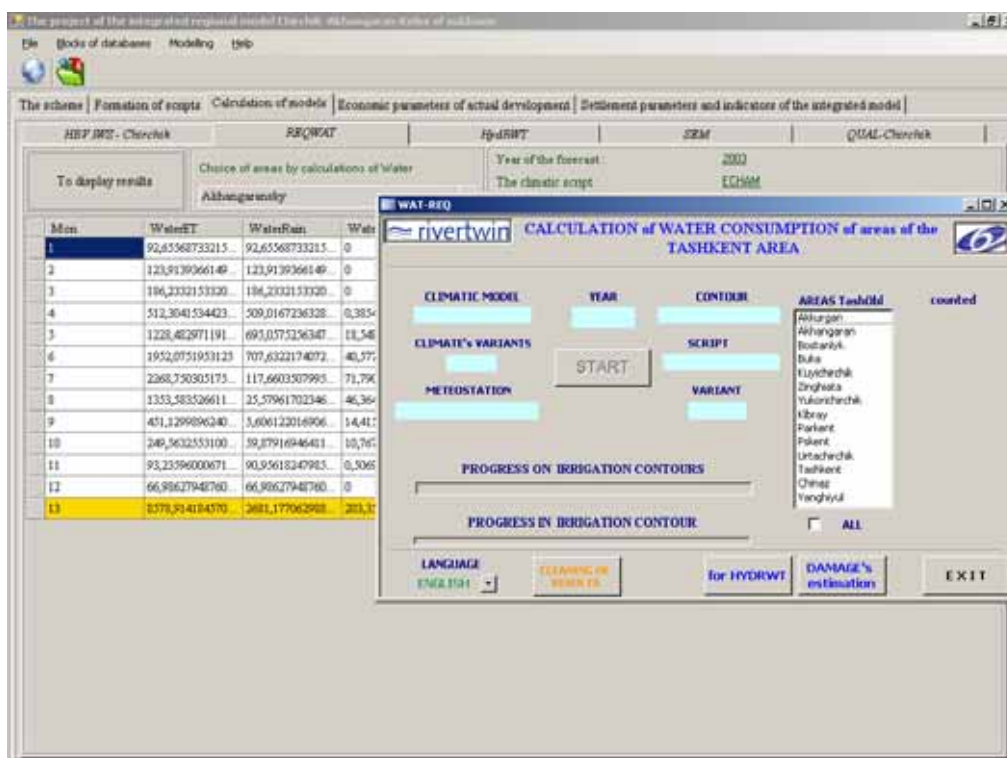 The project of the integrated regional model Chirchik-Akhangaran-Keles
File Blocks of databases Modelling Help
The scheme Formation of scripts Calculation of models Economic parameters of actual development Settlement parameters and indicators of the integrated model
REQWAT HydRWT QUAL-Chirchik
To display results
Choice of areas by calculations of Water
Akhangaransky
Year of the forecast: 2003
The climatic script ECHAM
Mon WaterET WaterRain Wate
1 92,65568733215... 92,65568733215... 0
2 123,9139366149... 123,9139366149... 0
3 186,2332153320... 186,2332153320... 0
4 512,3041534423... 509,0167236328...
5 1228,482971191... 695,0575256347...
6 1952,0751953125 707,6322174072...
7 2268,750305175... 117,6603507995...
8 1353,583526611... 25,57961702346...
9 451,1299896240... 5,606122016906...
10 249,5632553100... 59,87916946411...
11 93,23596000671... 90,95618247985...
12 66,98627948760... 66,98627948760... 0
13 8578,914184570... 2681,177062988...
WAT-REQ
rivertwin
CALCULATION of WATER CONSUMPTION of areas of the
TASHKENT AREA
CLIMATIC MODEL YEAR CONTOUR
CLIMATE's VARIANTS SCRIPT
START
METEOSTATION VARIANT
AREAS TashObl counted
Akkurgan
Akhangaran
Bostanlyk
Buka
Kuyichirchik
Zinghiata
Yukorichirchik
Kibray
Parkent
Pskent
Urtachirchik
Tashkent
Chinaz
Yanghiyul
ALL
PROGRESS ON IRRIGATION CONTOURS
PROGRESS IN IRRIGATION CONTOUR
LANGUAGE
ENGLISH
CLEANING OF
RESULTS
for HYDRWT
DAMAGE's
estimation
EXIT